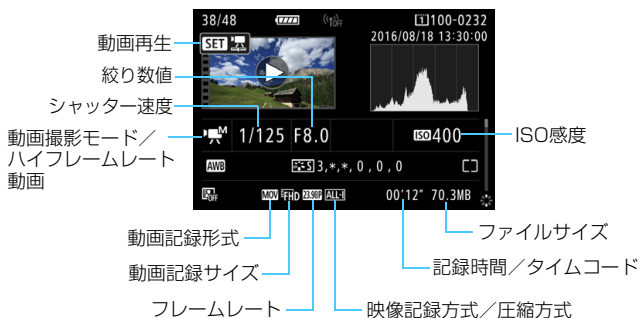 38/48 ((ղ))OFF 1 100-0232
動画再生
SET
2016/08/18 13:30:00
絞り数値
シャッター速度
動画撮影モード／
ハイフレームレート
動画
M 1/125 F8.0 ISO 400
ISO感度
AWB S 3,*,*,0,0,0
OFF MOV FHD 23.98P ALL-I 00'12" 70.3MB
動画記録形式
ファイルサイズ
動画記録サイズ
記録時間／タイムコード
フレームレート
映像記録方式／圧縮方式